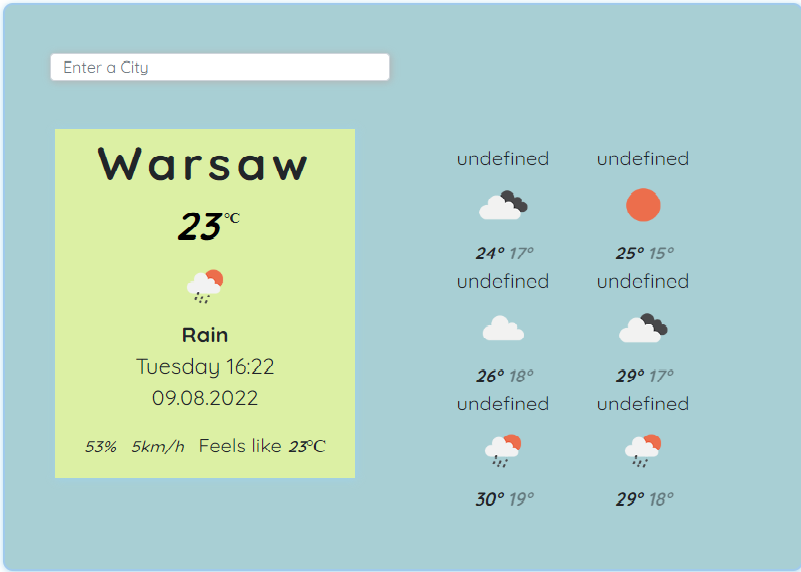 Enter a City
Warsaw
23°C
Rain
Tuesday 16:22
09.08.2022
53% 5km/h Feels like 23°C
undefined undefined
24° 17° 25° 15°
undefined undefined
26° 18° 29° 17°
undefined undefined
30° 19° 29° 18°